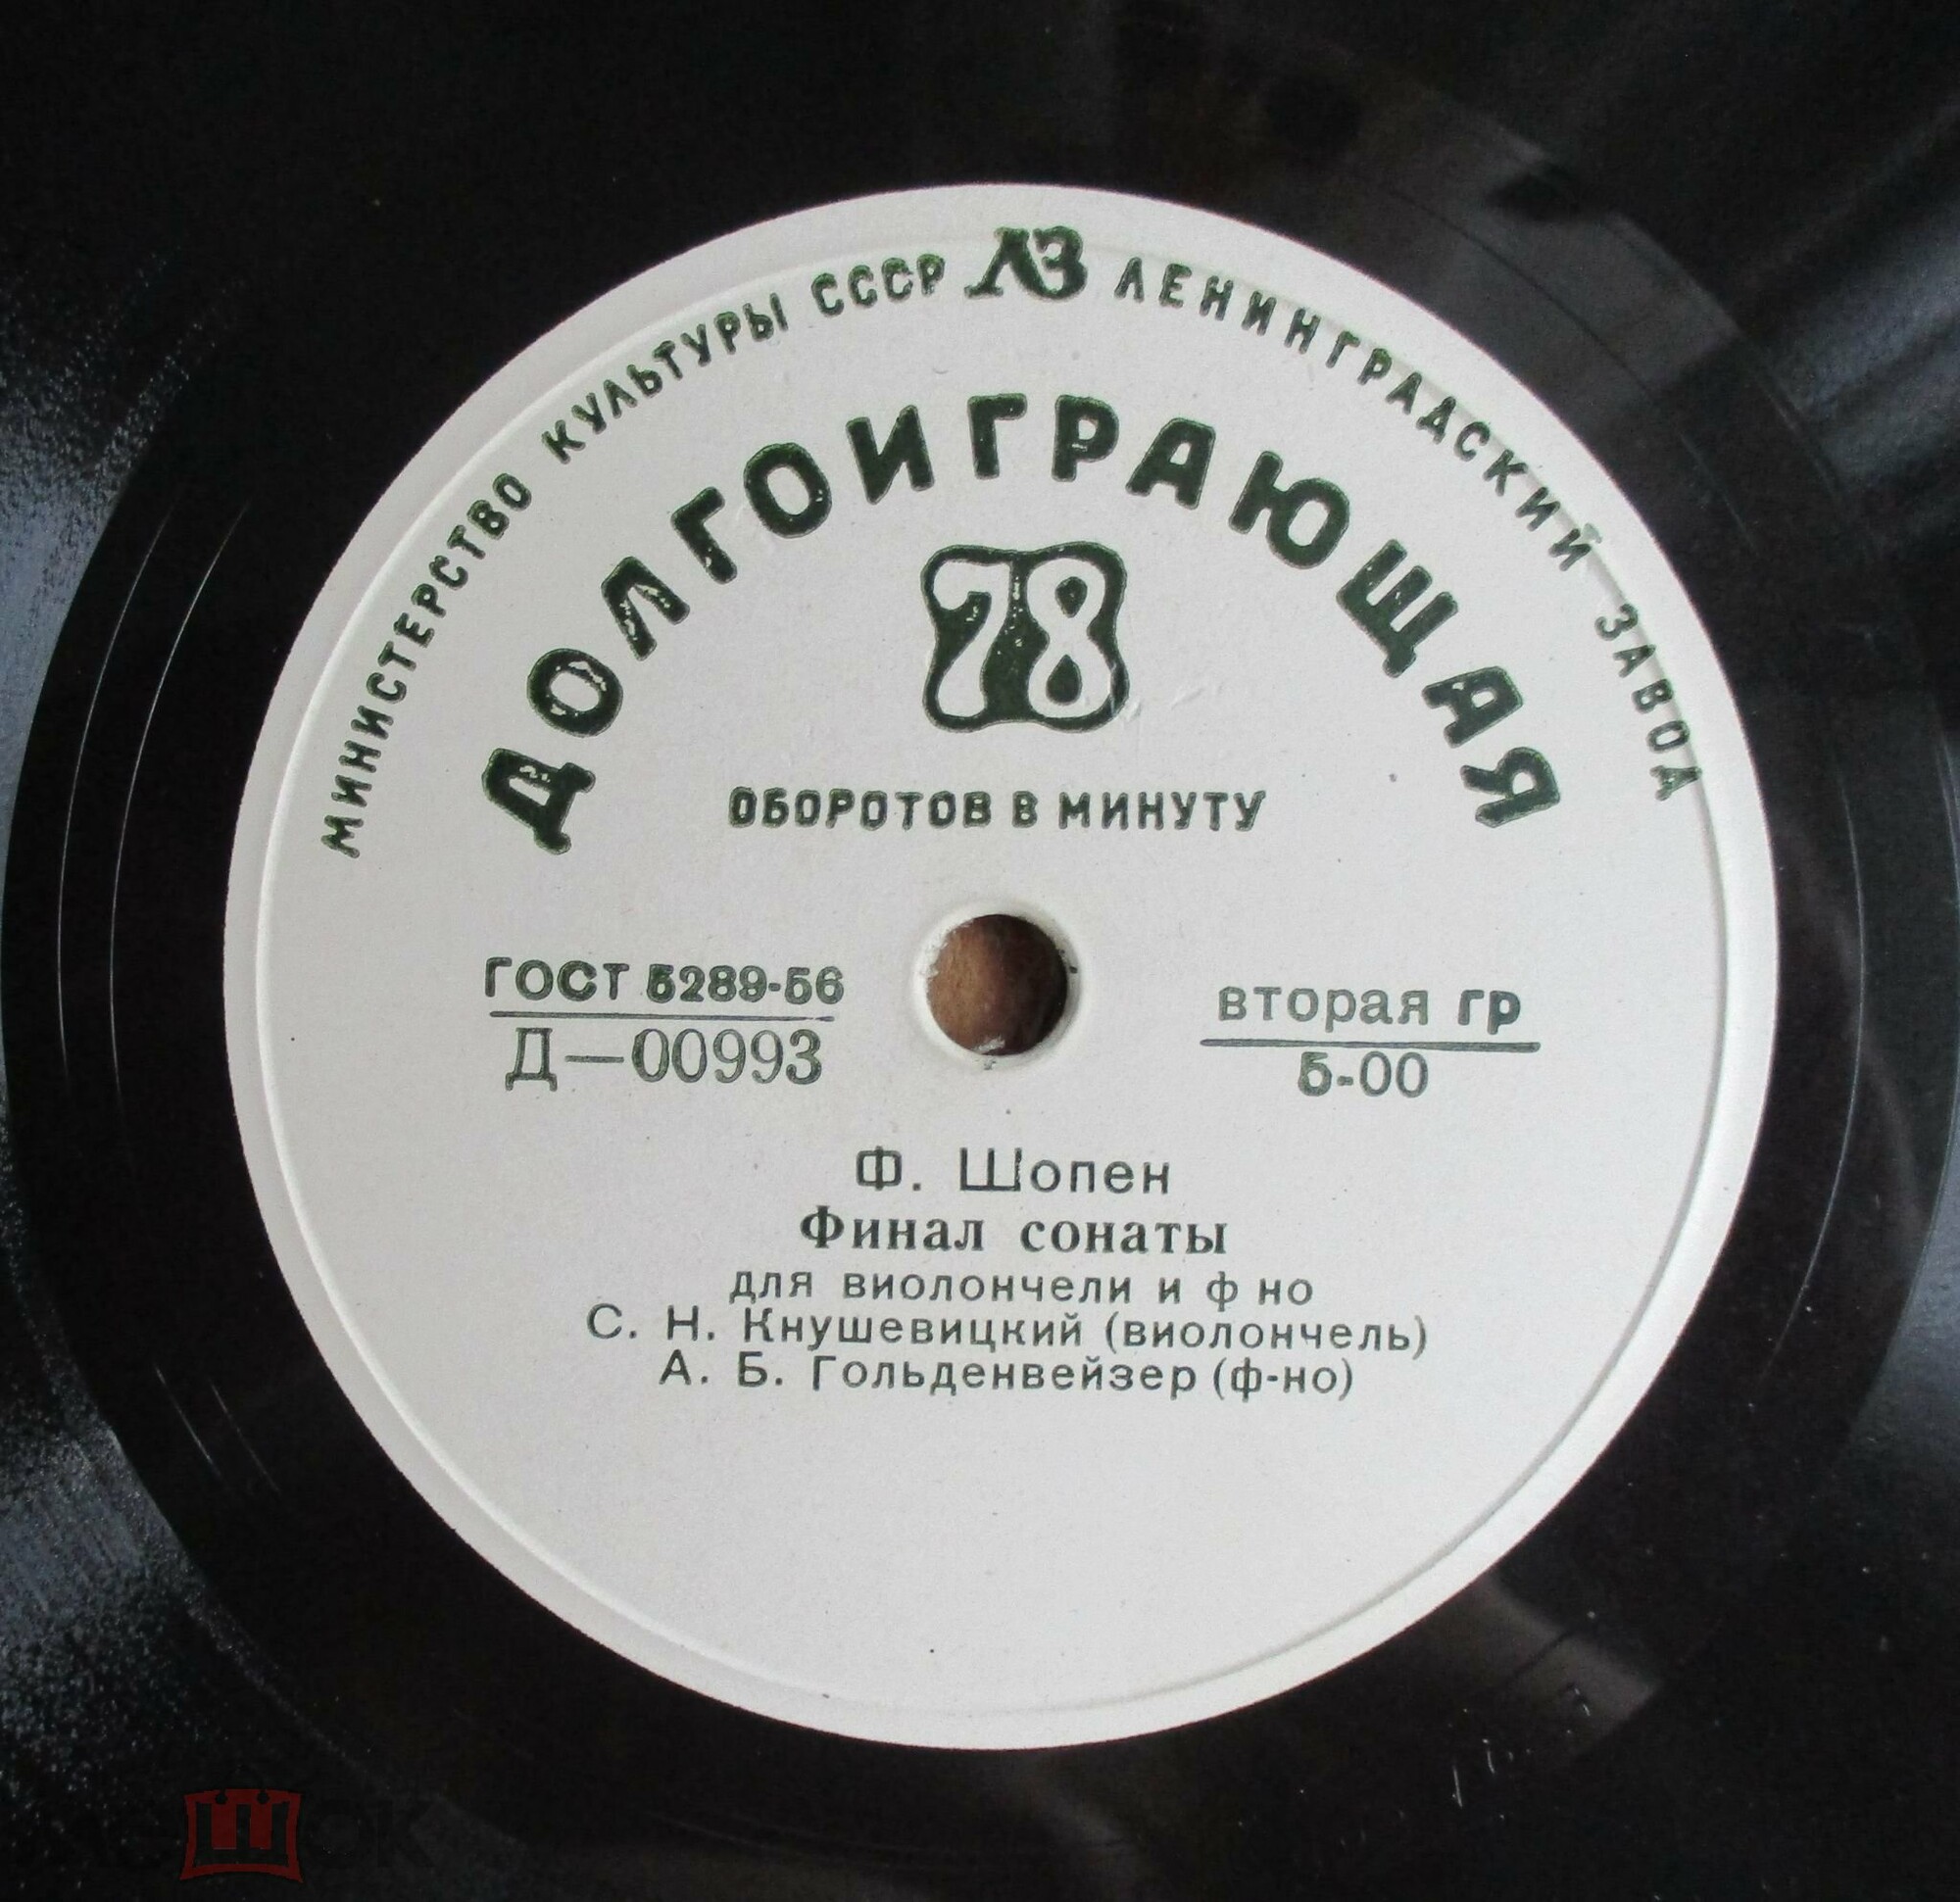 МИНИСТЕРСТВО КУЛЬТУРЫ СССР ЛЗ ЛЕНИНГРАДСКИЙ ЗАВОД
ДОЛГОИГРАЮЩАЯ
78
ОБОРОТОВ В МИНУТУ
ГОСТ 5289-56
Д—00993
вторая гр
5-00
Ф. Шопен
Финал сонаты
для виолончели и ф но
С. Н. Кнушевицкий (виолончель)
А. Б. Гольденвейзер (ф-но)
мешок